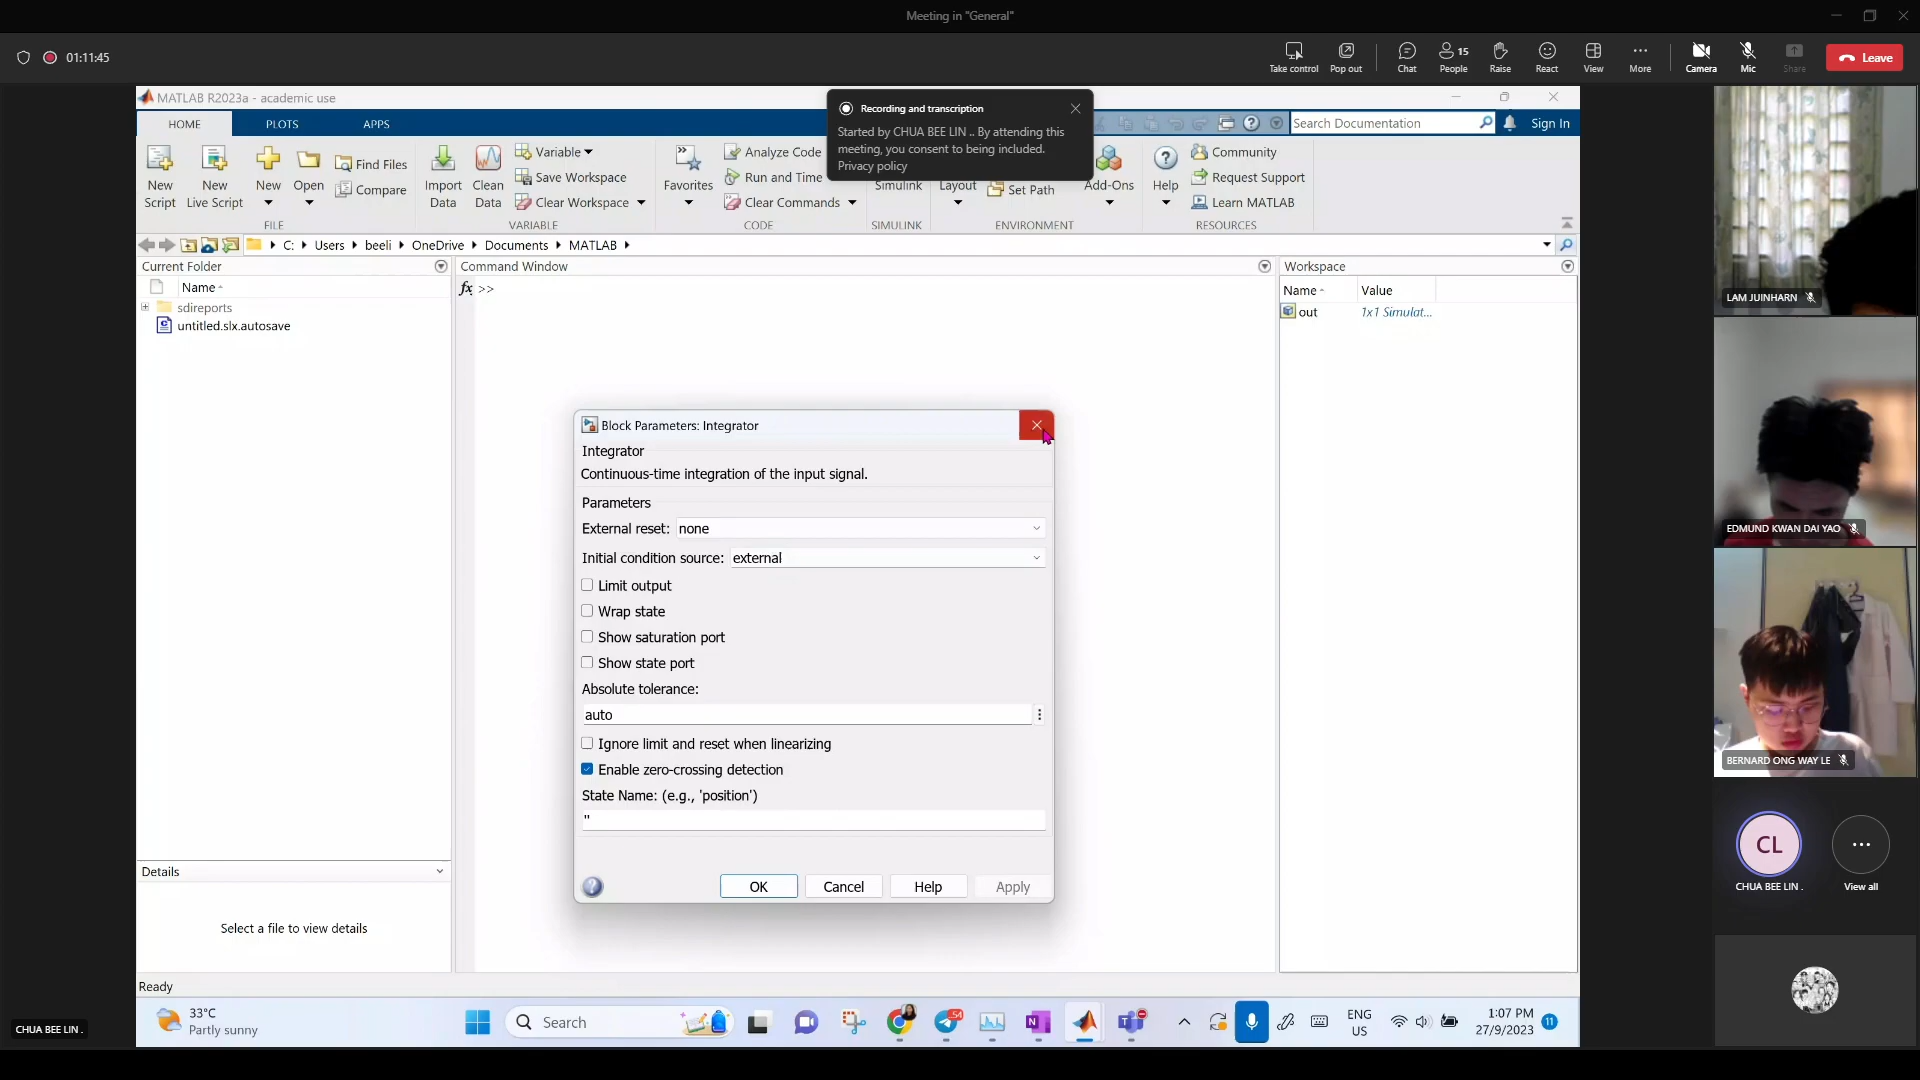 Meeting in "General"
01:11:45
Take control
Pop out
Chat
15
People
Raise
React
View
More
Camera
Mic
Share
Leave
MATLAB R2023a - academic use
Recording and transcription
Started by CHUA BEE LIN .. By attending this
meeting, you consent to being included.
Privacy policy
HOME
PLOTS
APPS
Search Documentation
Sign In
New
Script
New
Live Script
New
Open
Find Files
Compare
FILE
Import
Data
Clean
Data
Variable
Save Workspace
Clear Workspace
VARIABLE
Favorites
Analyze Code
Run and Time
Clear Commands
CODE
Simulink
SIMULINK
Layout
Set Path
Add-Ons
ENVIRONMENT
Help
Community
Request Support
Learn MATLAB
RESOURCES
C:
Users
beeli
OneDrive
Documents
MATLAB
Current Folder
Name
sdireports
untitled.slx.autosave
Details
Select a file to view details
Ready
Command Window
fx >>
Workspace
Name
Value
out
1x1 Simulat...
Block Parameters: Integrator
Integrator
Continuous-time integration of the input signal.
Parameters
External reset: none
Initial condition source: external
Limit output
Wrap state
Show saturation port
Show state port
Absolute tolerance:
auto
Ignore limit and reset when linearizing
Enable zero-crossing detection
State Name: (e.g., 'position')
''
OK
Cancel
Help
Apply
LAM JUINHARN
EDMUND KWAN DAI YAO
BERNARD ONG WAY LE
CL
CHUA BEE LIN .
View all
CHUA BEE LIN .
33°C
Partly sunny
Search
54
ENG
US
1:07 PM
27/9/2023
11